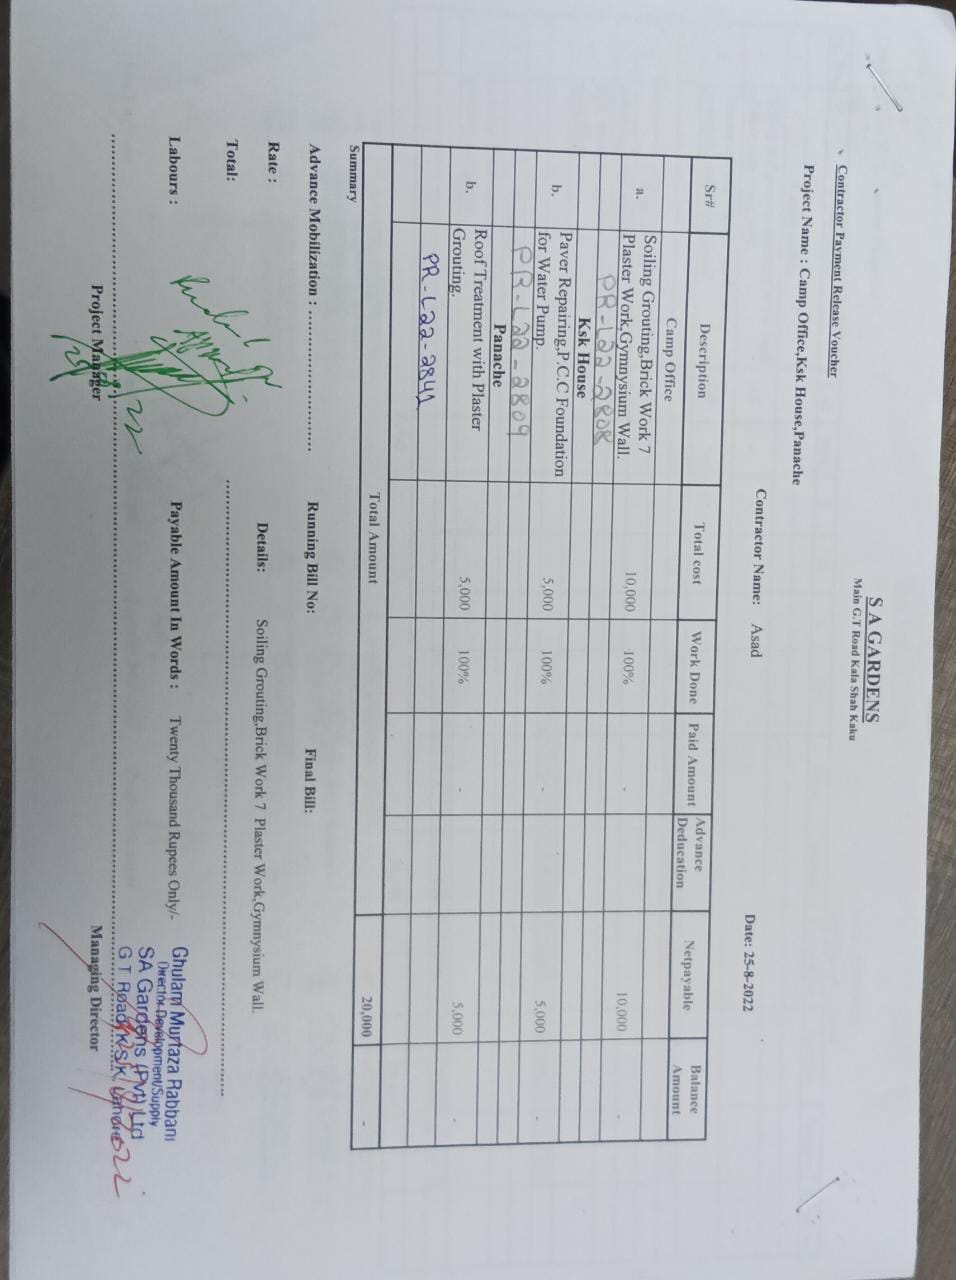 S A GARDENS
Main G.T Road Kala Shah Kaku
Contractor Payment Release Voucher
Project Name : Camp Office,Ksk House,Panache
Contractor Name: Asad
Date: 25-8-2022
Sr# Description Total cost Work Done Paid Amount Advance Deducation Netpayable Balance Amount
Camp Office
a. Soiling Grouting,Brick Work 7 Plaster Work,Gymnysium Wall. 10,000 100% - 10,000 -
PR-L22-2808
Ksk House
b. Paver Repairing,P.C.C Foundation for Water Pump. 5,000 100% - 5,000 -
PR-L22-2809
Panache
b. Roof Treatment with Plaster Grouting. 5,000 100% - 5,000 -
PR-L22-2841
Total Amount 20,000 -
Summary
Advance Mobilization : .................................. Running Bill No: Final Bill:
Rate : Details: Soiling Grouting,Brick Work 7 Plaster Work,Gymnysium Wall.
Total:
Labours : Payable Amount In Words : Twenty Thousand Rupees Only/-
Ghulam Murtaza Rabbani
Director Development/Supply
SA Gardens (Pvt) Ltd
G T Road K.S.K Lahore
Project Manager Managing Director